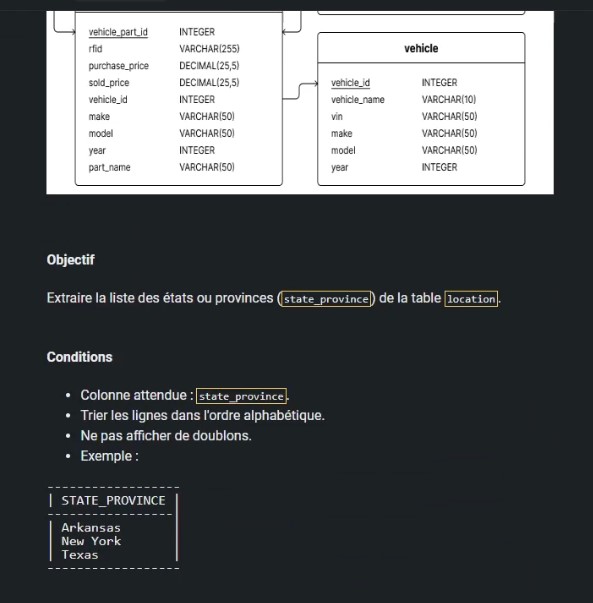 vehicle_part_id INTEGER
rfid VARCHAR(255)
purchase_price DECIMAL(25,5)
sold_price DECIMAL(25,5)
vehicle_id INTEGER
make VARCHAR(50)
model VARCHAR(50)
year INTEGER
part_name VARCHAR(50)
vehicle
vehicle_id INTEGER
vehicle_name VARCHAR(10)
vin VARCHAR(50)
make VARCHAR(50)
model VARCHAR(50)
year INTEGER
Objectif
Extraire la liste des états ou provinces (state_province) de la table location.
Conditions
• Colonne attendue : state_province.
• Trier les lignes dans l'ordre alphabétique.
• Ne pas afficher de doublons.
• Exemple :
------------------
| STATE_PROVINCE |
------------------
| Arkansas |
| New York |
| Texas |
------------------